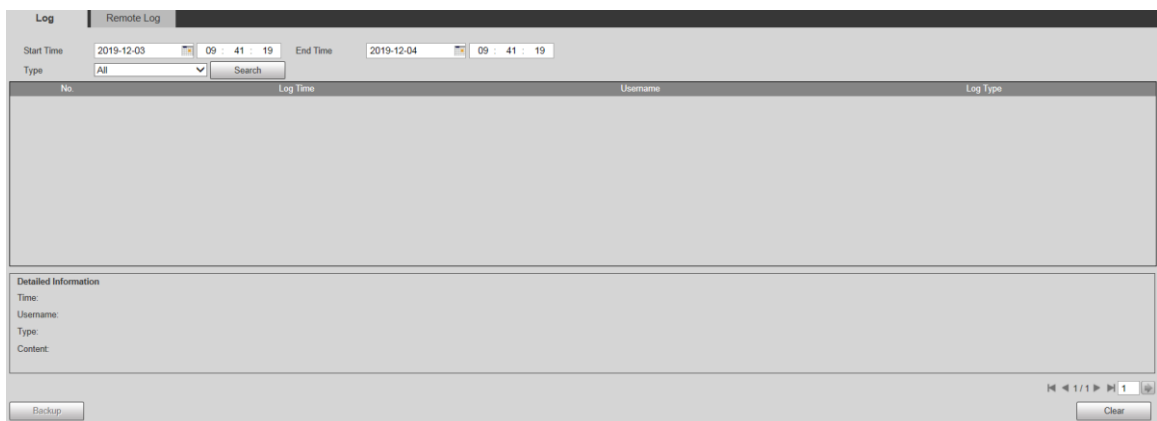 Log Remote Log
Start Time 2019-12-03 09 : 41 : 19 End Time 2019-12-04 09 : 41 : 19
Type All Search
No. Log Time Username Log Type
Detailed Information
Time:
Username:
Type:
Content:
1 / 1 1
Backup Clear